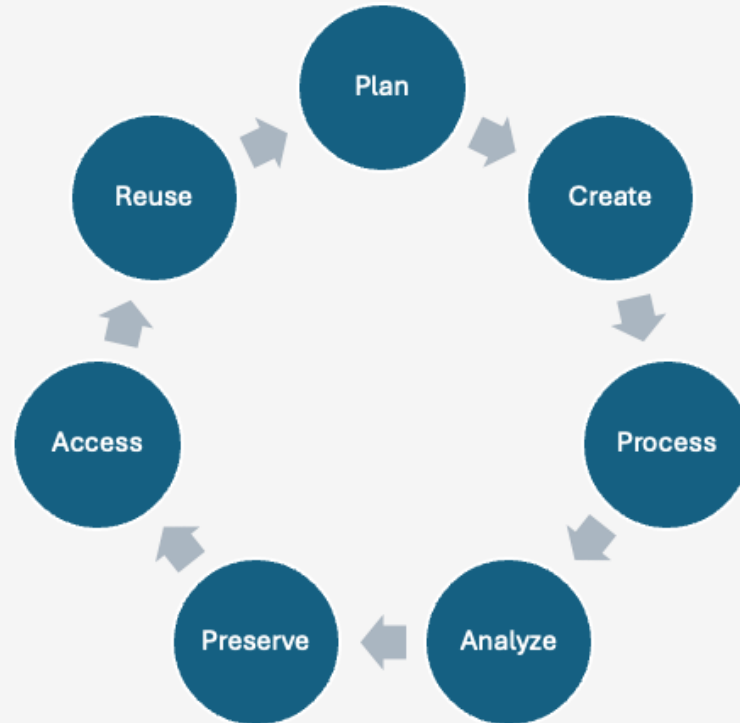 Plan
Create
Process
Analyze
Preserve
Access
Reuse